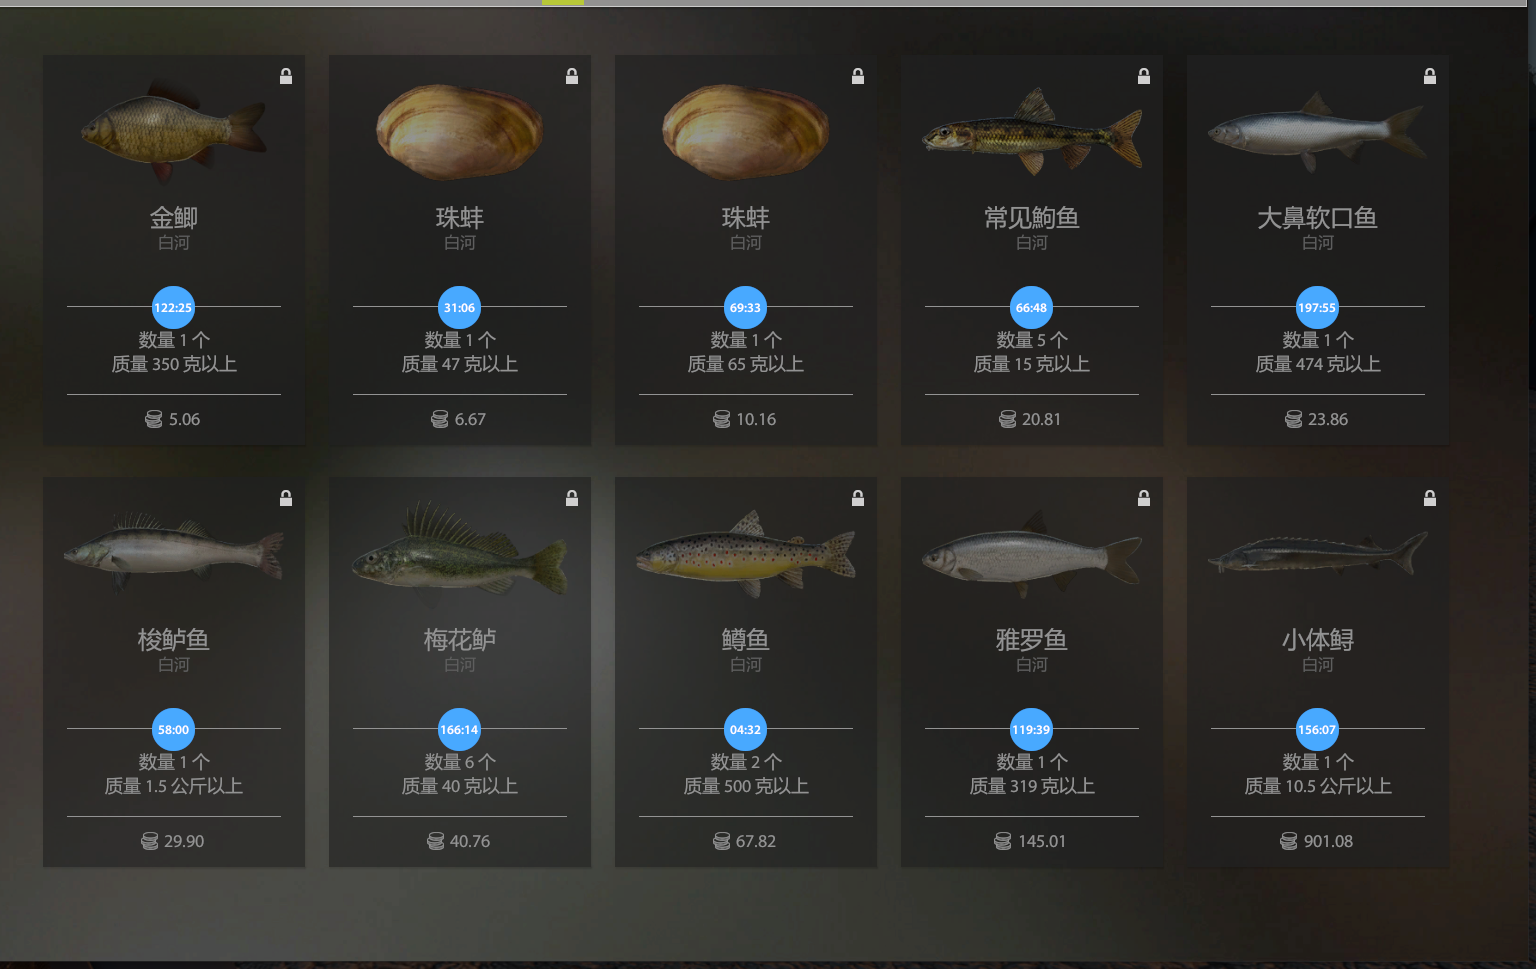 金鲫
白河
122:25
数量 1 个
质量 350 克以上
5.06
珠蚌
白河
31:06
数量 1 个
质量 47 克以上
6.67
珠蚌
白河
69:33
数量 1 个
质量 65 克以上
10.16
常见鮈鱼
白河
66:48
数量 5 个
质量 15 克以上
20.81
大鼻软口鱼
白河
197:55
数量 1 个
质量 474 克以上
23.86
梭鲈鱼
白河
58:00
数量 1 个
质量 1.5 公斤以上
29.90
梅花鲈
白河
166:14
数量 6 个
质量 40 克以上
40.76
鳟鱼
白河
04:32
数量 2 个
质量 500 克以上
67.82
雅罗鱼
白河
119:39
数量 1 个
质量 319 克以上
145.01
小体鲟
白河
156:07
数量 1 个
质量 10.5 公斤以上
901.08